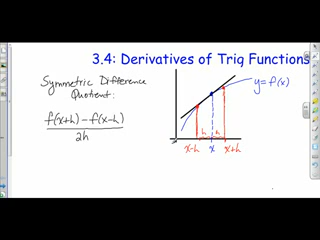 3.4: Derivatives of Trig Functions
Symmetric Difference
Quotient:
f(x+h) - f(x-h)
2h
y=f(x)
h h
x-h x x+h